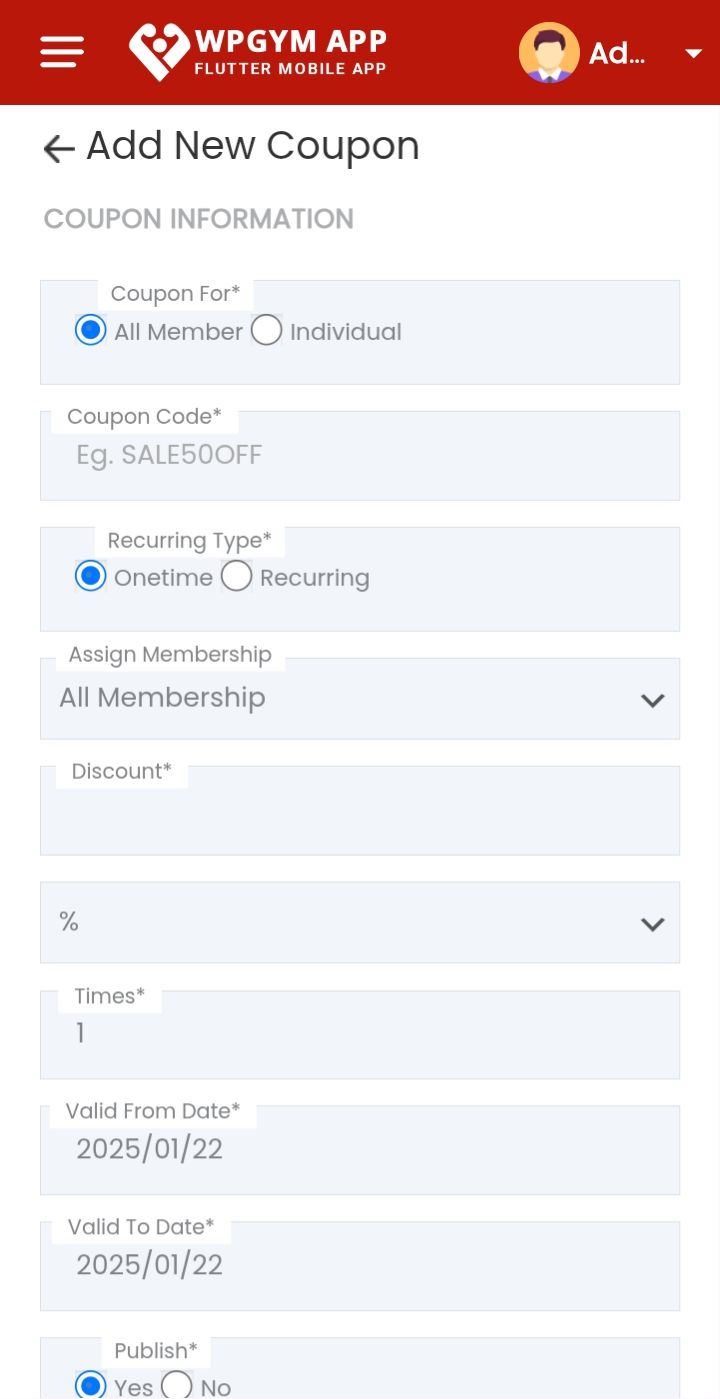 WPGYM APP
FLUTTER MOBILE APP
Ad...
Add New Coupon
COUPON INFORMATION
Coupon For*
All Member Individual
Coupon Code*
Eg. SALE50OFF
Recurring Type*
Onetime Recurring
Assign Membership
All Membership
Discount*
%
Times*
1
Valid From Date*
2025/01/22
Valid To Date*
2025/01/22
Publish*
Yes No